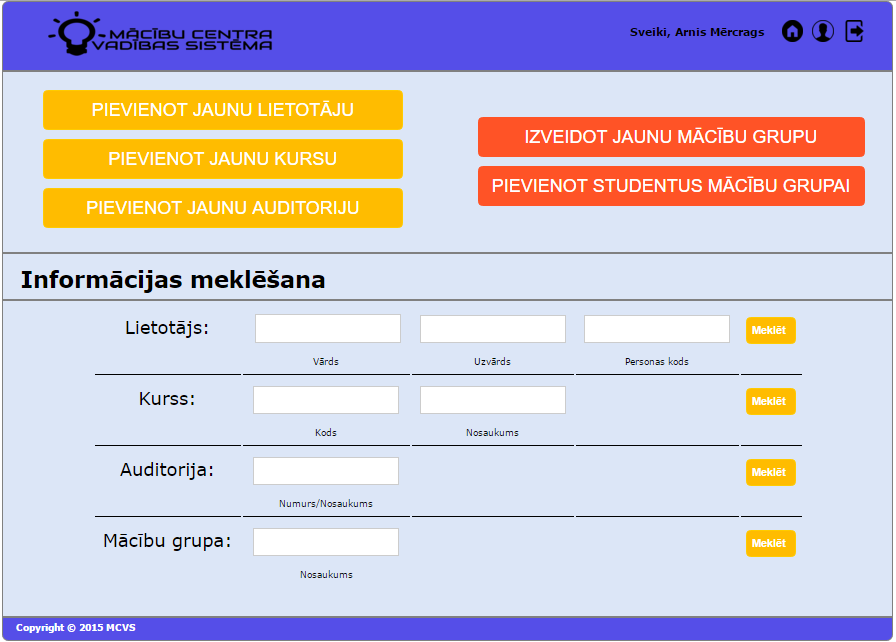 MĀCĪBU CENTRA
VADĪBAS SISTĒMA
Sveiki, Arnis Mērcrags
PIEVIENOT JAUNU LIETOTĀJU
PIEVIENOT JAUNU KURSU
PIEVIENOT JAUNU AUDITORIJU
IZVEIDOT JAUNU MĀCĪBU GRUPU
PIEVIENOT STUDENTUS MĀCĪBU GRUPAI
Informācijas meklēšana
Lietotājs:
Meklēt
Vārds Uzvārds Personas kods
Kurss:
Meklēt
Kods Nosaukums
Auditorija:
Meklēt
Numurs/Nosaukums
Mācību grupa:
Meklēt
Nosaukums
Copyright © 2015 MCVS